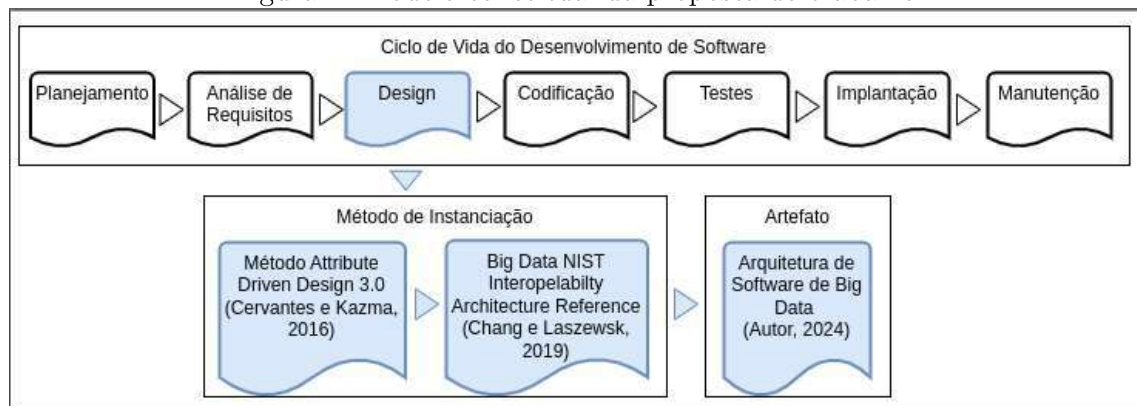 Ciclo de Vida do Desenvolvimento de Software
Planejamento
Análise de
Requisitos
Design
Codificação
Testes
Implantação
Manutenção
Método de Instanciação
Método Attribute
Driven Design 3.0
(Cervantes e Kazma,
2016)
Big Data NIST
Interopelabilty
Architecture Reference
(Chang e Laszewsk,
2019)
Artefato
Arquitetura de
Software de Big
Data
(Autor, 2024)